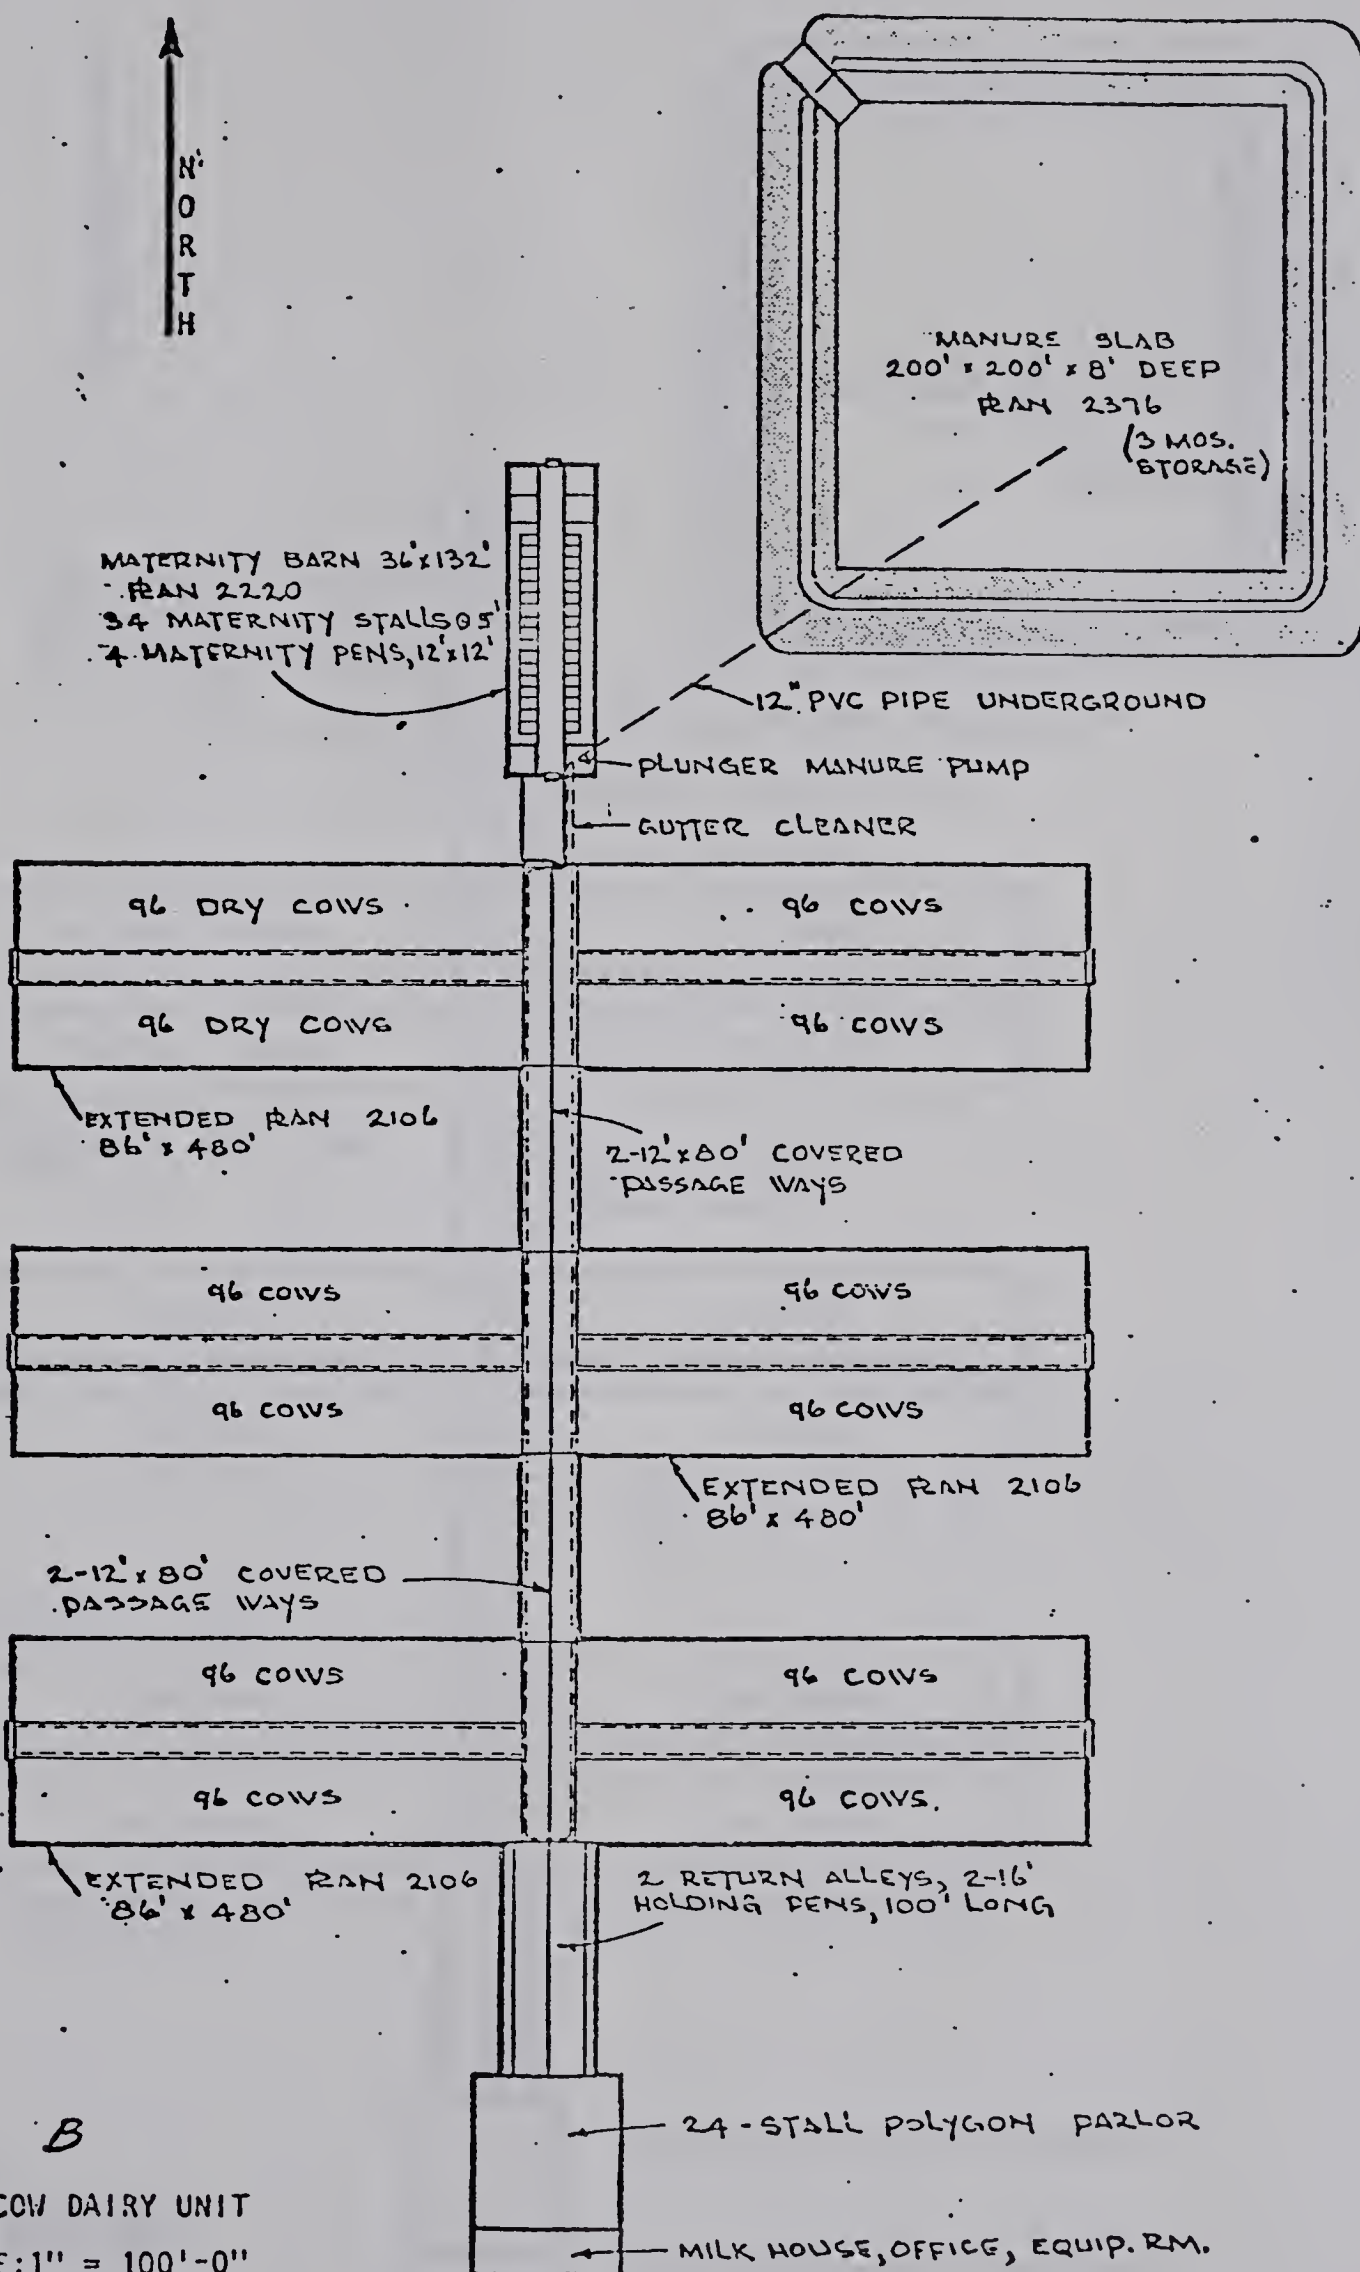 NORTH
MANURE SLAB
200' x 200' x 8' DEEP
PLAN 2376
(3 MOS.
STORAGE)
MATERNITY BARN 36'x132'
PLAN 2220
34 MATERNITY STALLS @ 5'
4 MATERNITY PENS, 12'x12'
12" PVC PIPE UNDERGROUND
PLUNGER MANURE PUMP
GUTTER CLEANER
96 DRY COWS
96 COWS
96 DRY COWS
96 COWS
EXTENDED PLAN 2106
86' x 480'
2-12'x80' COVERED
PASSAGE WAYS
96 COWS
96 COWS
96 COWS
96 COWS
EXTENDED PLAN 2106
86' x 480'
2-12'x80' COVERED
PASSAGE WAYS
96 COWS
96 COWS
96 COWS
96 COWS
EXTENDED PLAN 2106
86' x 480'
2 RETURN ALLEYS, 2-16'
HOLDING PENS, 100' LONG
24-STALL POLYGON PARLOR
B
COW DAIRY UNIT
E: 1" = 100'-0"
MILK HOUSE, OFFICE, EQUIP. RM.